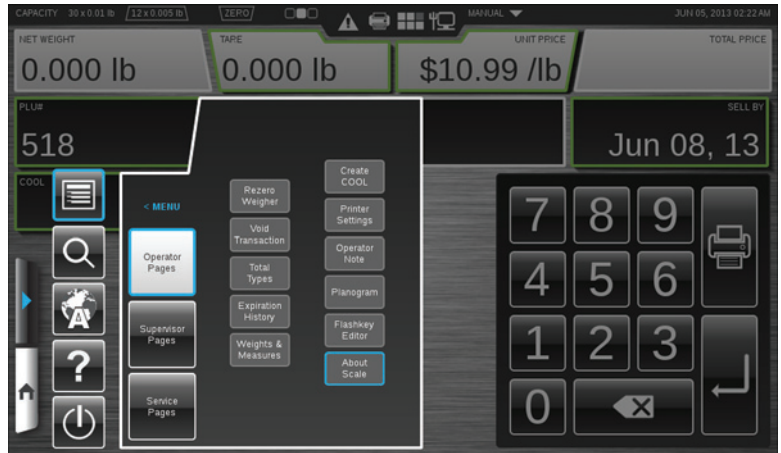 CAPACITY 30 x 0.01 lb 12 x 0.005 lb ZERO MANUAL JUN 05, 2013 02:22 AM
NET WEIGHT TARE UNIT PRICE TOTAL PRICE
0.000 lb 0.000 lb $10.99 /lb
PLU# SELL BY
518 Jun 08, 13
COOL
< MENU
Operator
Pages
Supervisor
Pages
Service
Pages
Rezero
Weigher
Void
Transaction
Total
Types
Expiration
History
Weights &
Measures
Create
COOL
Printer
Settings
Operator
Note
Planogram
Flashkey
Editor
About
Scale
A
?
7 8 9
4 5 6
1 2 3
0